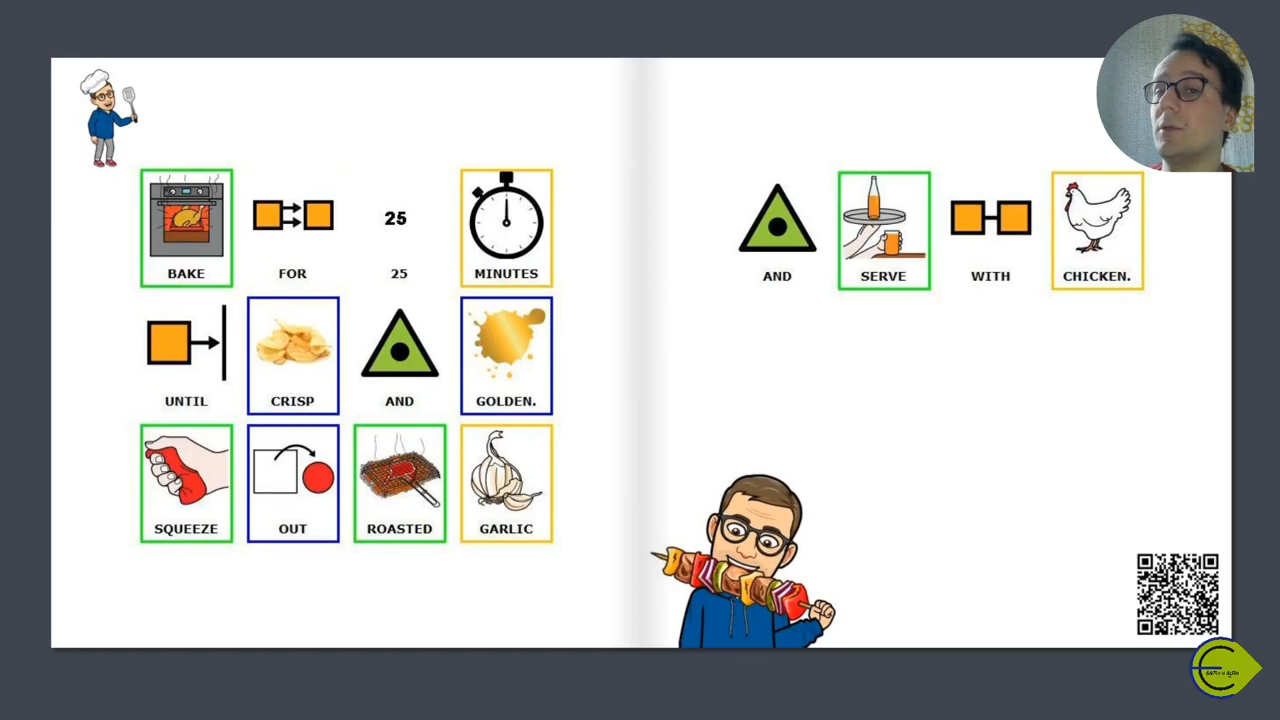 25
BAKE FOR 25 MINUTES
UNTIL CRISP AND GOLDEN.
SQUEEZE OUT ROASTED GARLIC
AND SERVE WITH CHICKEN.